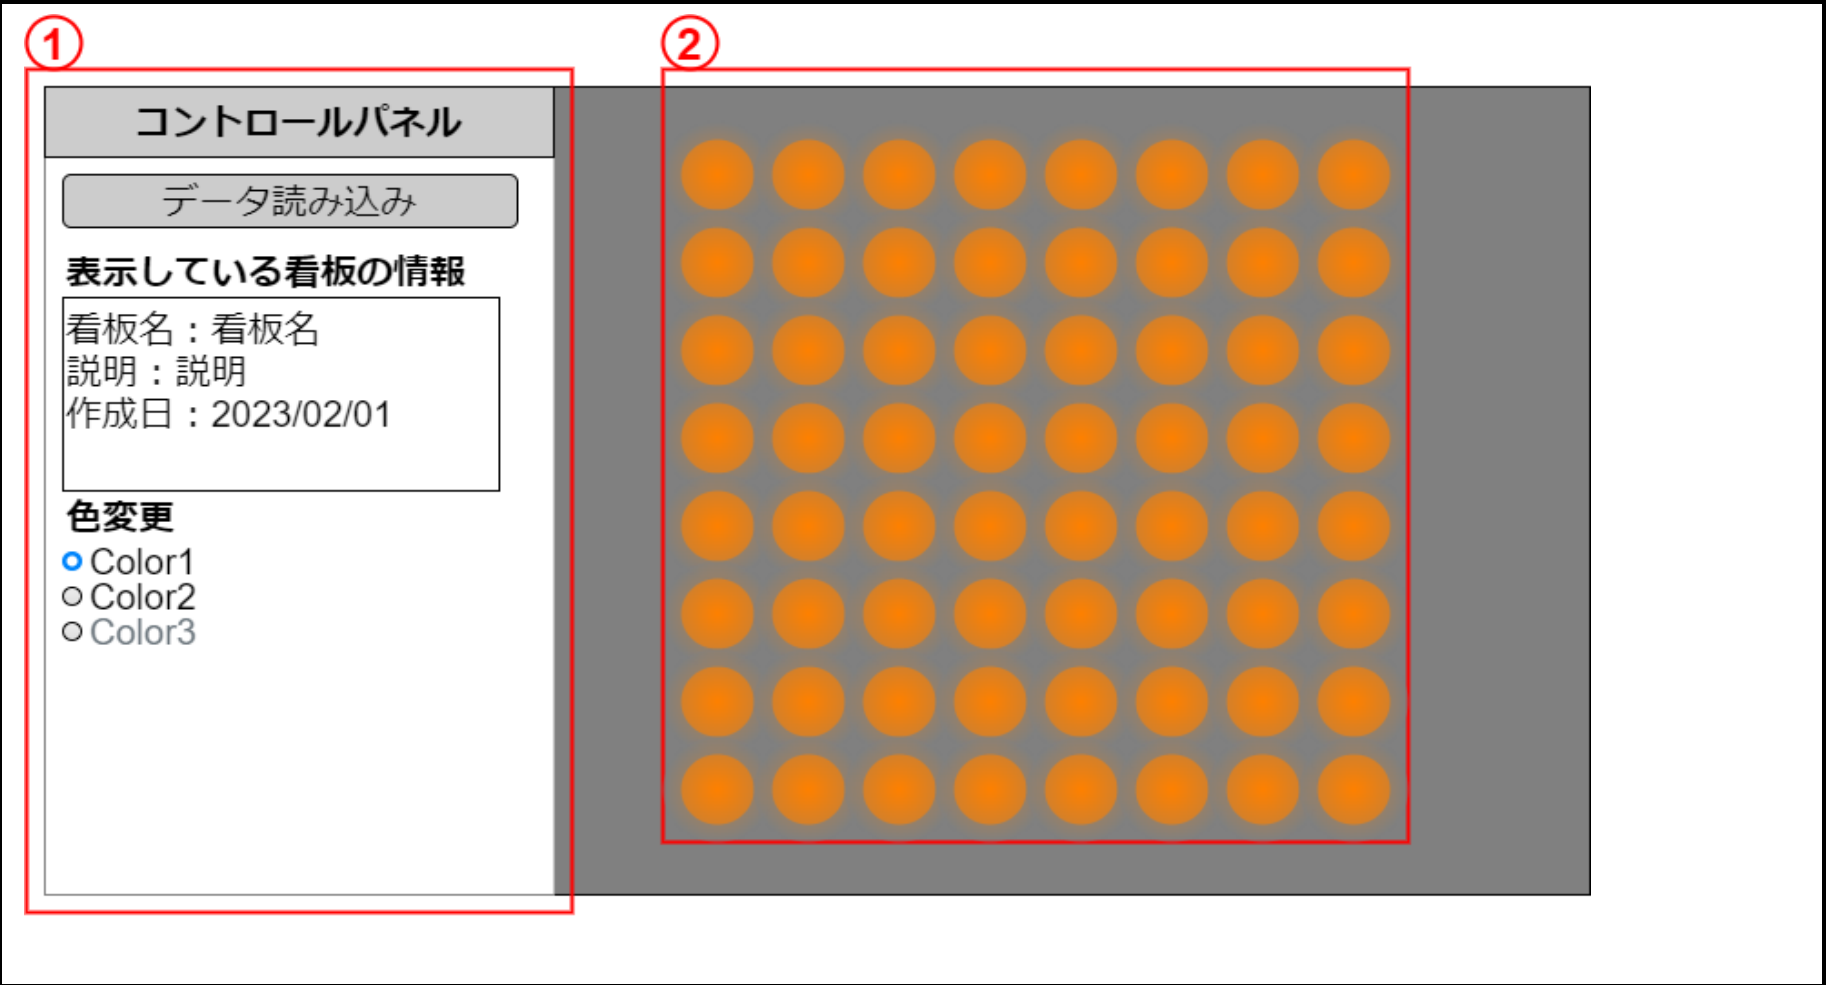 ①
②
コントロールパネル
データ読み込み
表示している看板の情報
看板名：看板名
説明：説明
作成日：2023/02/01
色変更
Color1
Color2
Color3